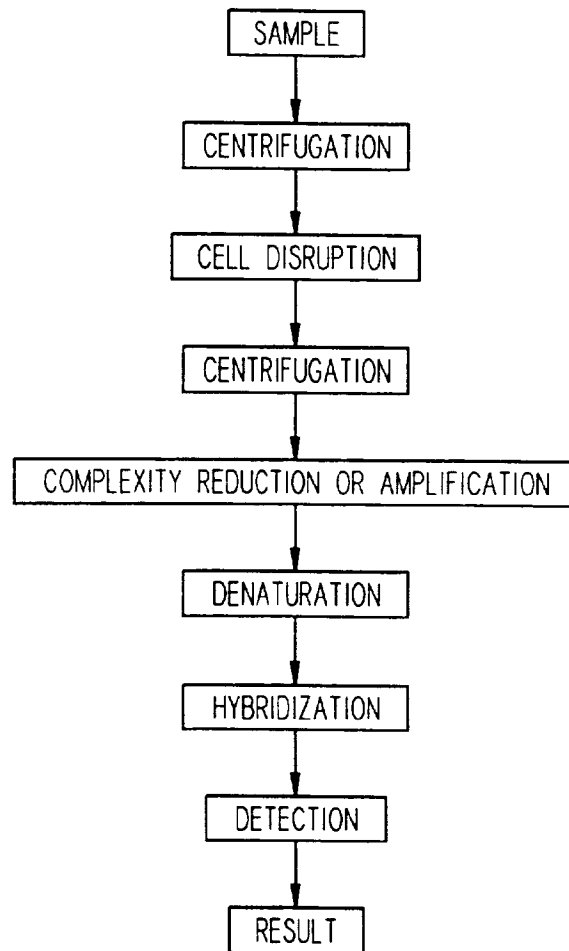 SAMPLE
CENTRIFUGATION
CELL DISRUPTION
CENTRIFUGATION
COMPLEXITY REDUCTION OR AMPLIFICATION
DENATURATION
HYBRIDIZATION
DETECTION
RESULT